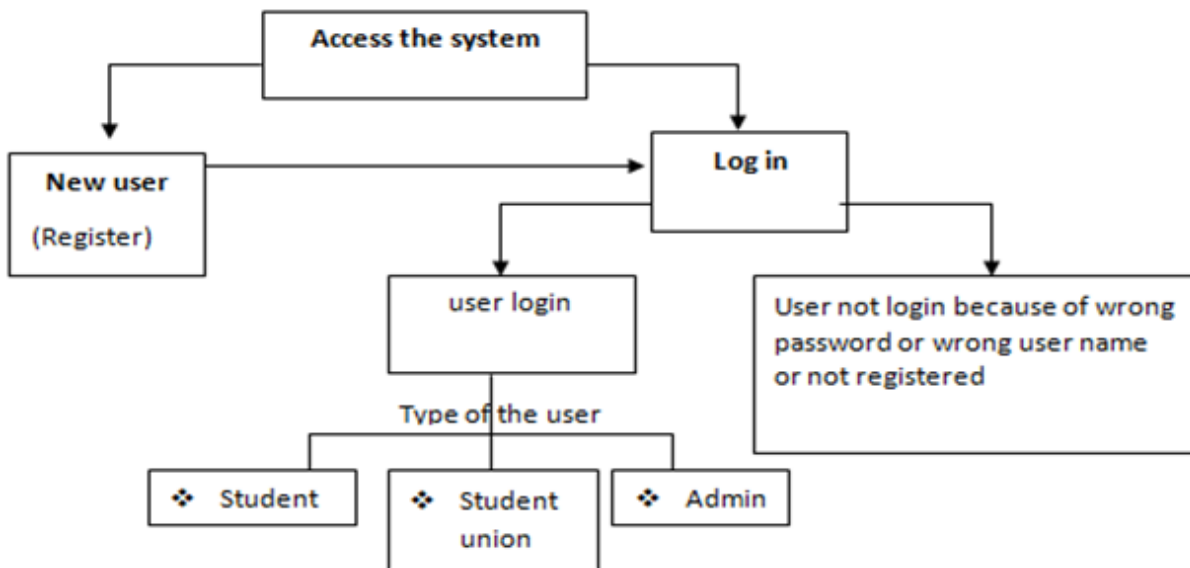 Access the system
New user
(Register)
Log in
user login
User not login because of wrong
password or wrong user name
or not registered
Type of the user
❖ Student
❖ Student
union
❖ Admin